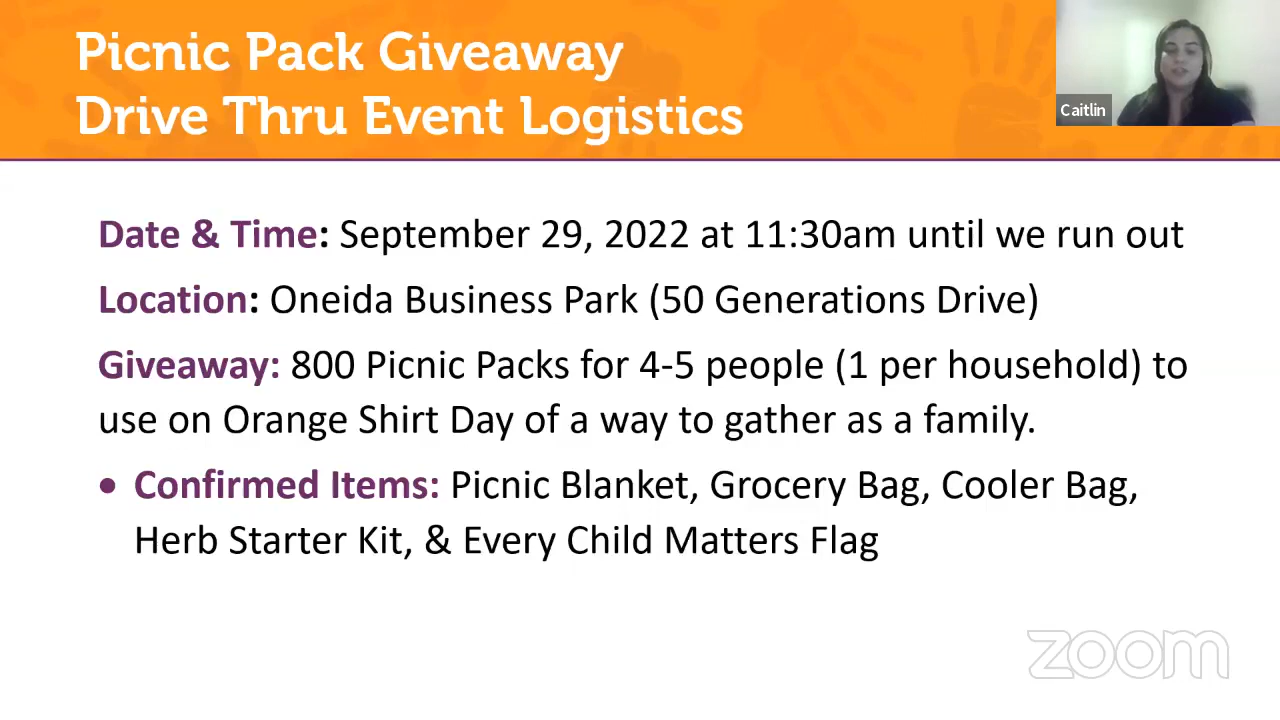 Picnic Pack Giveaway
Drive Thru Event Logistics
Caitlin
Date & Time: September 29, 2022 at 11:30am until we run out
Location: Oneida Business Park (50 Generations Drive)
Giveaway: 800 Picnic Packs for 4-5 people (1 per household) to
use on Orange Shirt Day of a way to gather as a family.
• Confirmed Items: Picnic Blanket, Grocery Bag, Cooler Bag,
Herb Starter Kit, & Every Child Matters Flag
zoom